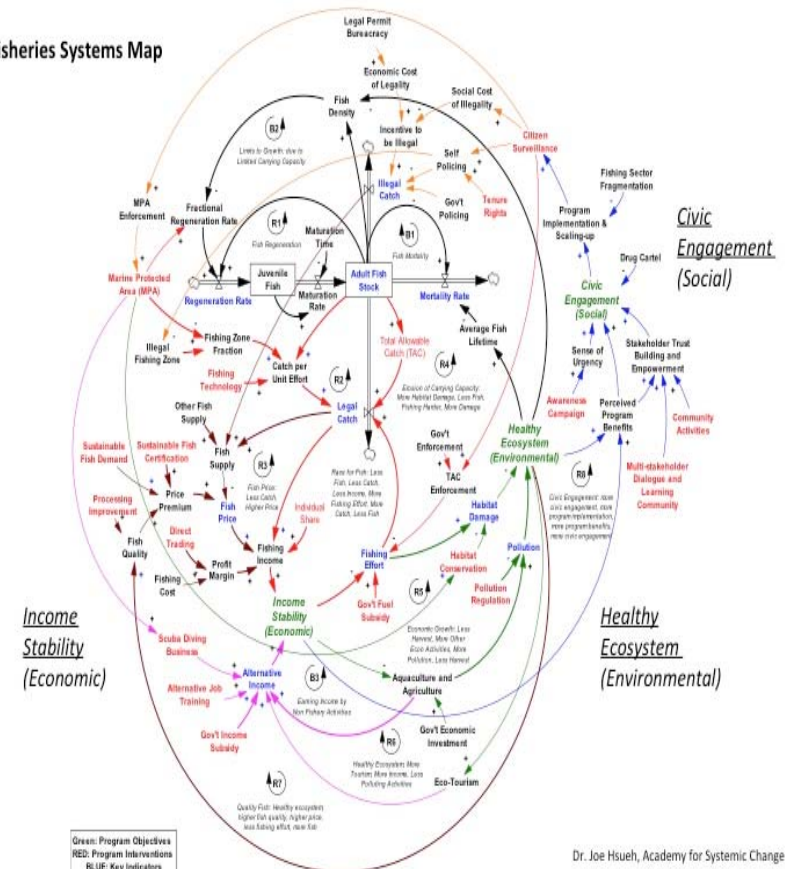 isheries Systems Map
Legal Permit
Bureacracy
Economic Cost
of Legality
Social Cost
of Illegality
Fish
Density
Incentive to
be Illegal
Citizen
Surveillance
B2
Limits to Growth: due to
Limited Carrying Capacity
Self
Policing
Fishing Sector
Fragmentation
Illegal
Catch
MPA
Enforcement
Fractional
Regeneration Rate
Gov't
Policing
Tenure
Rights
Program
Implementation &
Scaling-up
Civic
Engagement
(Social)
R1
Fish Regeneration
Maturation
Time
B1
Fish Mortality
Drug Cartel
Marine Protected
Area (MPA)
Regeneration Rate
Juvenile
Fish
Maturation
Rate
Adult Fish
Stock
Mortality Rate
Civic
Engagement
(Social)
Average Fish
Lifetime
Illegal
Fishing Zone
Fishing Zone
Fraction
Total Allowable
Catch (TAC)
Sense of
Urgency
Stakeholder Trust
Building and
Empowerment
Fishing
Technology
Catch per
Unit Effort
R2
R4
Erosion of Carrying Capacity:
More Habitat Damage, Less Fish,
Fishing Harder, More Damage
Awareness
Campaign
Perceived
Program
Benefits
Community
Activities
Other Fish
Supply
Legal
Catch
Healthy
Ecosystem
(Environmental)
Gov't
Enforcement
Sustainable
Fish Demand
Sustainable Fish
Certification
Fish
Supply
R3
Fish Price:
Less Catch,
Higher Price
Race for Fish: Less
Fish, Less Catch,
Less Income, More
Fishing Effort, More
Catch, Less Fish
TAC
Enforcement
R8
Civic Engagement: more
civic engagement, more
program implementation,
more program benefits,
more civic engagement
Multi-stakeholder
Dialogue and
Learning
Community
Processing
Improvement
Price
Premium
Fish
Price
Individual
Share
Habitat
Damage
Direct
Trading
Fish
Quality
Profit
Margin
Fishing
Income
Fishing
Effort
Habitat
Conservation
Pollution
Fishing
Cost
R5
Pollution
Regulation
Income
Stability
(Economic)
Income
Stability
(Economic)
Gov't Fuel
Subsidy
Economic Growth: Less
Harvest, More Other
Econ Activities, More
Pollution, Less Harvest
Healthy
Ecosystem
(Environmental)
Scuba Diving
Business
Alternative
Income
B3
Earning Income by
Non Fishery Activities
Aquaculture and
Agriculture
Alternative Job
Training
Gov't Income
Subsidy
R6
Healthy Ecosystem: More
Tourism, More Income, Less
Polluting Activities
Gov't Economic
Investment
Eco-Tourism
R7
Quality Fish: Healthy ecosystem,
higher fish quality, higher price,
less fishing effort, more fish
Green: Program Objectives
RED: Program Interventions
BLUE: Key Indicators
Dr. Joe Hsueh, Academy for Systemic Change